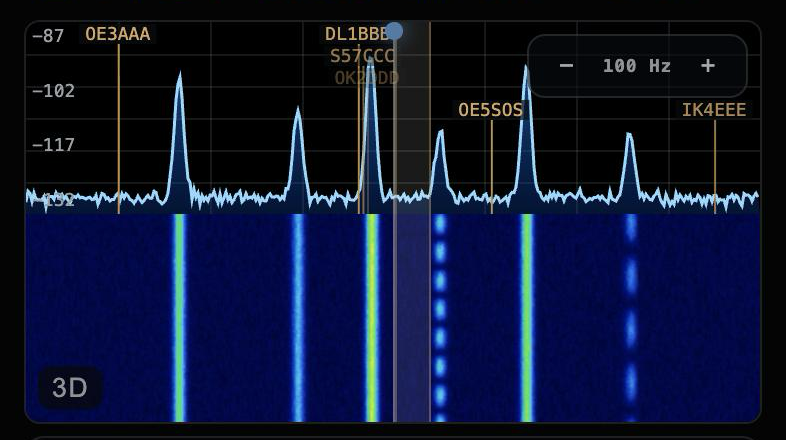 −87
OE3AAA
DL1BBB
S57CCC
OK2DDD
− 100 Hz +
−102
OE5SOS
IK4EEE
−117
−132
3D